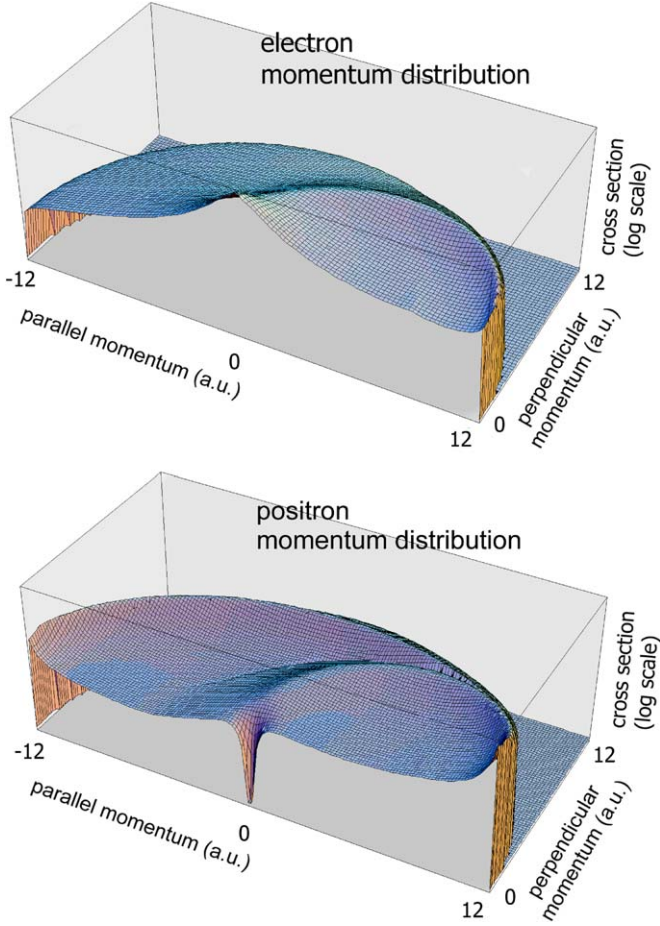 electron
momentum distribution
cross section
(log scale)
-12
12
parallel momentum (a.u.)
0
perpendicular
momentum (a.u.)
12
0
positron
momentum distribution
cross section
(log scale)
-12
12
parallel momentum (a.u.)
0
perpendicular
momentum (a.u.)
12
0